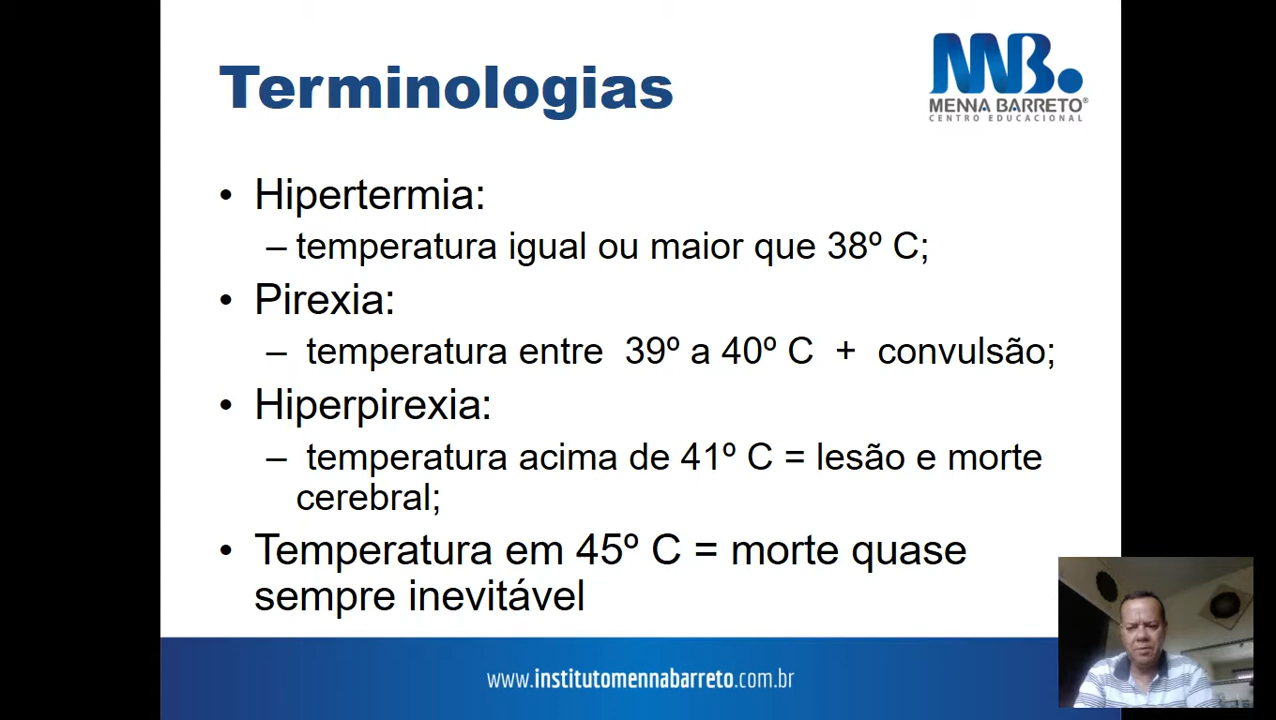 Terminologias
MENNA BARRETO®
CENTRO EDUCACIONAL
• Hipertermia:
– temperatura igual ou maior que 38º C;
• Pirexia:
– temperatura entre 39º a 40º C + convulsão;
• Hiperpirexia:
– temperatura acima de 41º C = lesão e morte
cerebral;
• Temperatura em 45º C = morte quase
sempre inevitável
www.institutomennabarreto.com.br